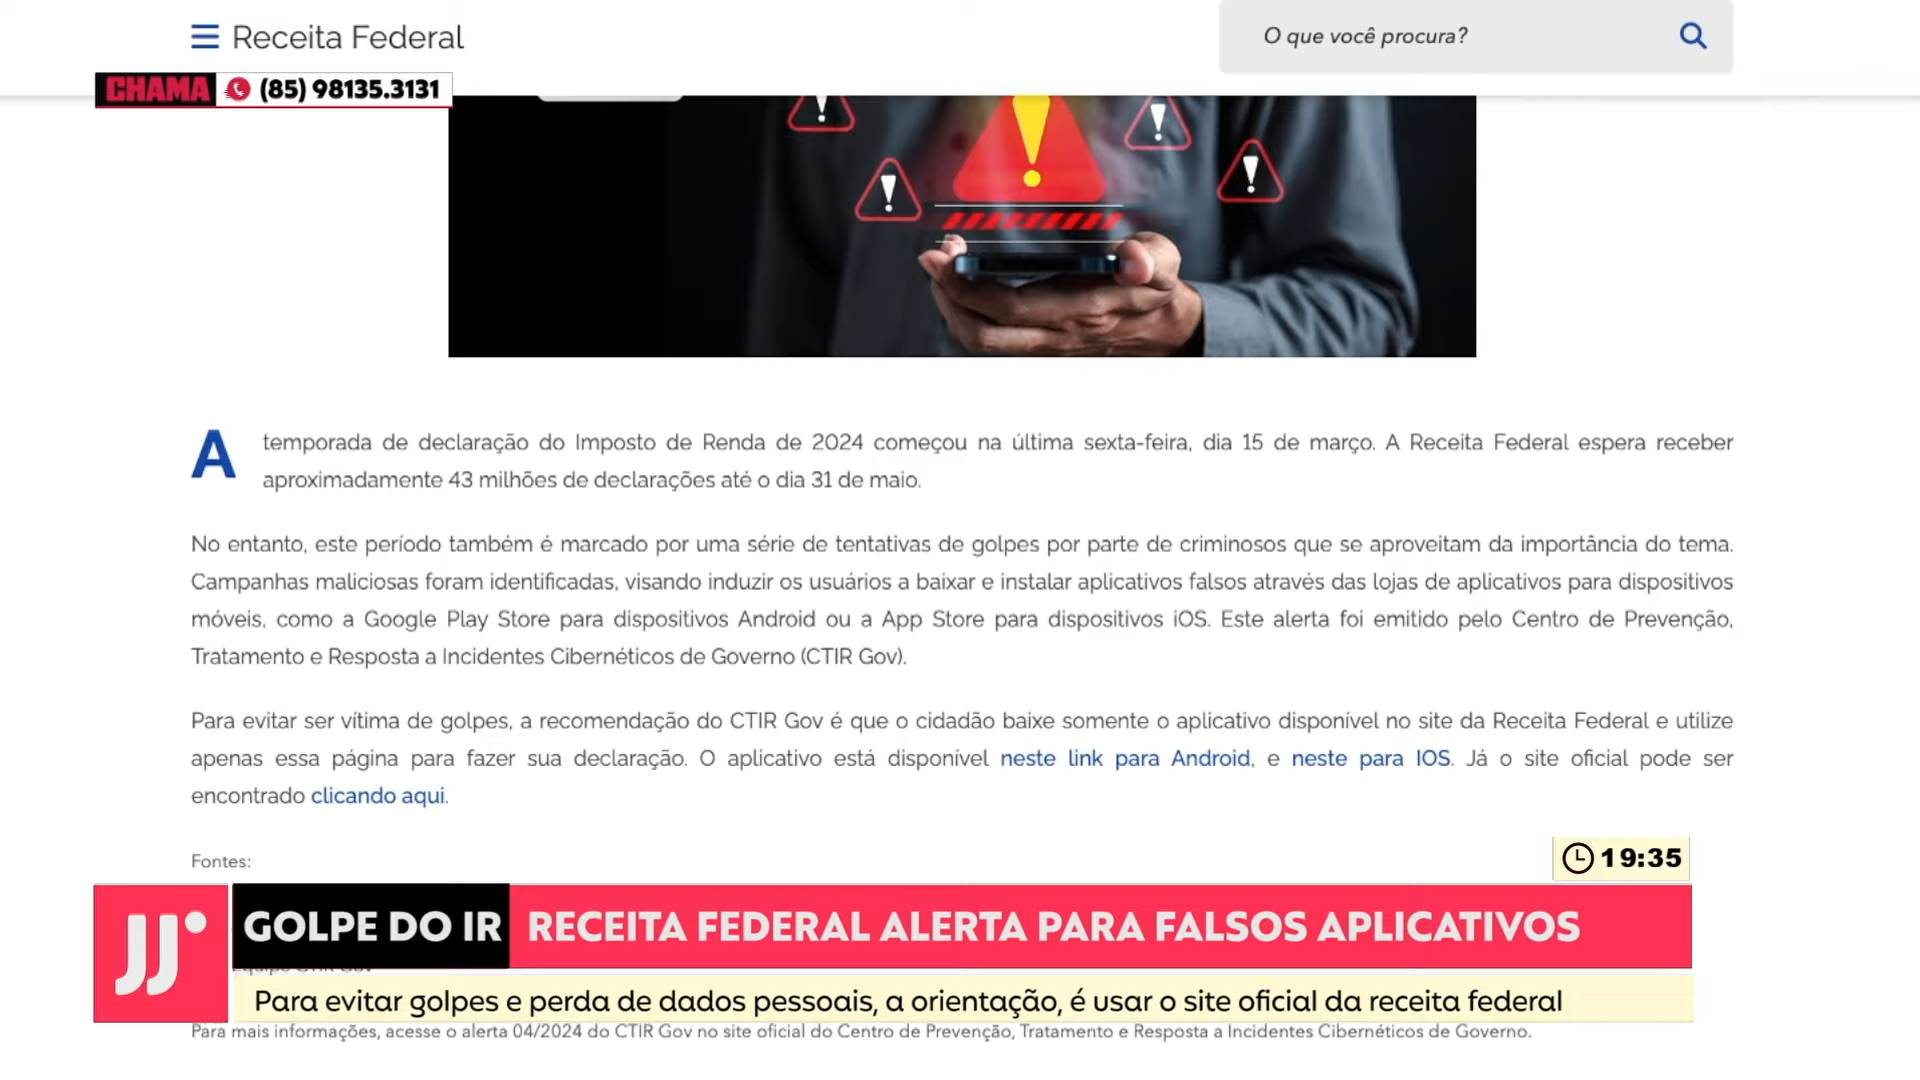 Receita Federal
O que você procura?
CHAMA (85) 98135.3131
A temporada de declaração do Imposto de Renda de 2024 começou na última sexta-feira, dia 15 de março. A Receita Federal espera receber
aproximadamente 43 milhões de declarações até o dia 31 de maio.
No entanto, este período também é marcado por uma série de tentativas de golpes por parte de criminosos que se aproveitam da importância do tema.
Campanhas maliciosas foram identificadas, visando induzir os usuários a baixar e instalar aplicativos falsos através das lojas de aplicativos para dispositivos
móveis, como a Google Play Store para dispositivos Android ou a App Store para dispositivos iOS. Este alerta foi emitido pelo Centro de Prevenção,
Tratamento e Resposta a Incidentes Cibernéticos de Governo (CTIR Gov).
Para evitar ser vítima de golpes, a recomendação do CTIR Gov é que o cidadão baixe somente o aplicativo disponível no site da Receita Federal e utilize
apenas essa página para fazer sua declaração. O aplicativo está disponível neste link para Android, e neste para IOS. Já o site oficial pode ser
encontrado clicando aqui.
Fontes:
19:35
JJ
GOLPE DO IR RECEITA FEDERAL ALERTA PARA FALSOS APLICATIVOS
Para evitar golpes e perda de dados pessoais, a orientação, é usar o site oficial da receita federal
Para mais informações, acesse o alerta 04/2024 do CTIR Gov no site oficial do Centro de Prevenção, Tratamento e Resposta a Incidentes Cibernéticos de Governo.